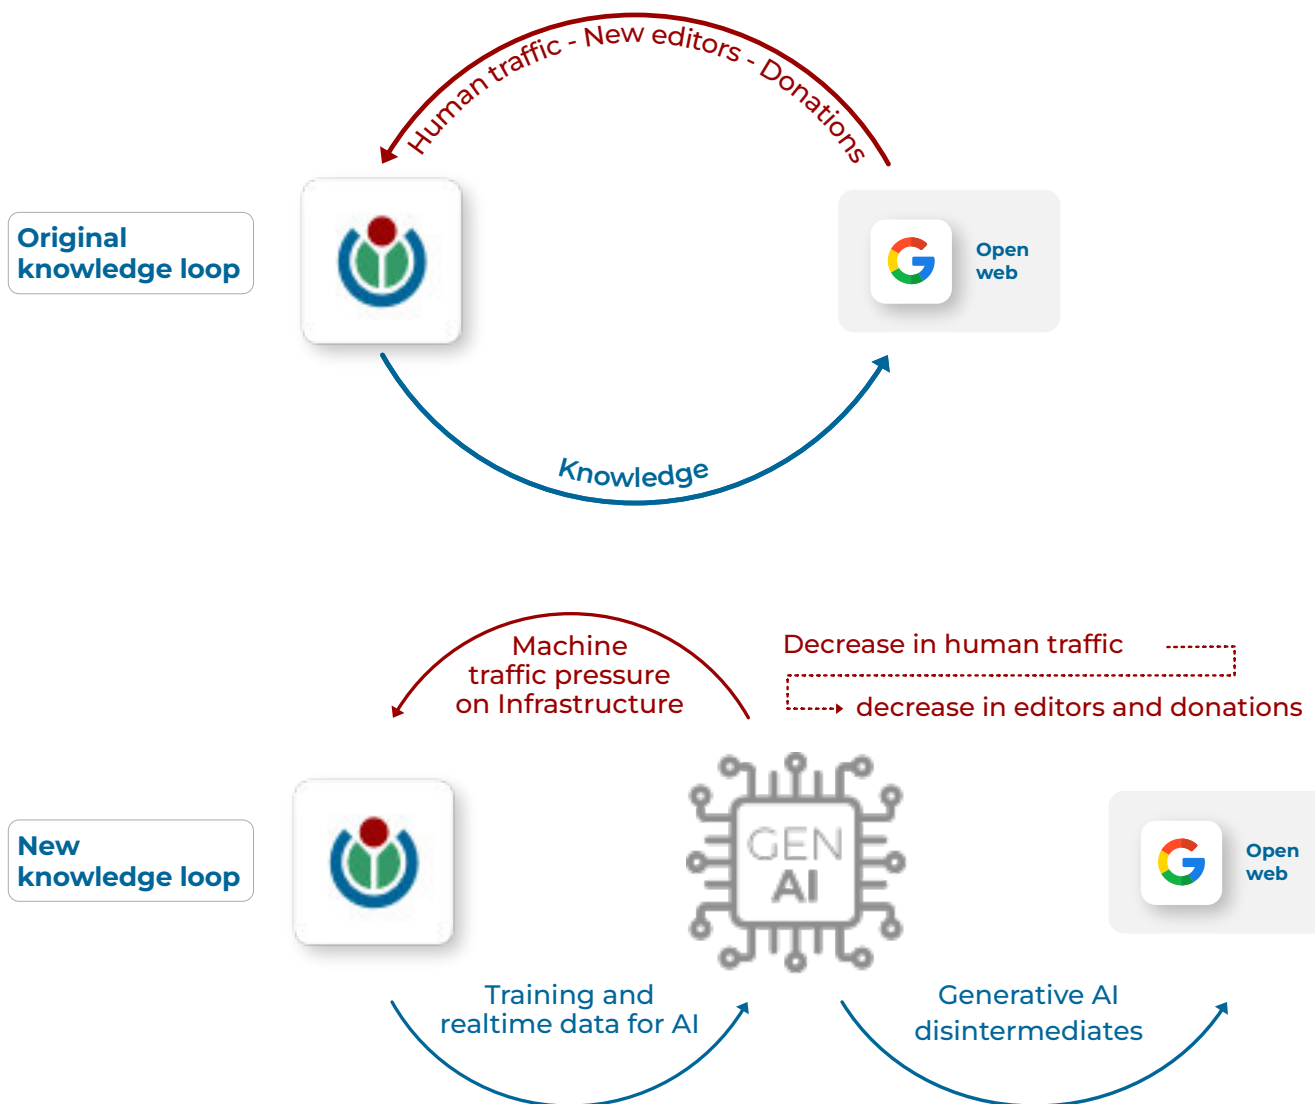 Human traffic - New editors - Donations
Original
knowledge loop
Open
web
Knowledge
Machine
traffic pressure
on Infrastructure
Decrease in human traffic
decrease in editors and donations
New
knowledge loop
GEN
AI
Open
web
Training and
realtime data for AI
Generative AI
disintermediates